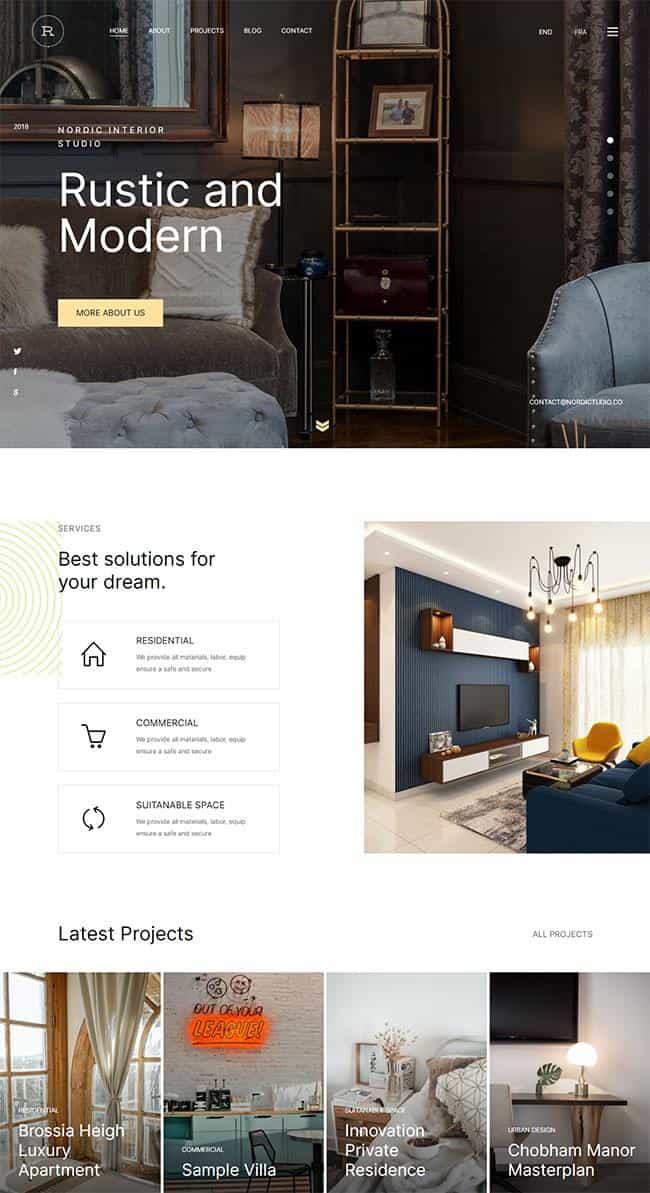 R
HOME ABOUT PROJECTS BLOG CONTACT
END FRA
2018
NORDIC INTERIOR
STUDIO
Rustic and
Modern
MORE ABOUT US
CONTACT@NORDICTUDIO.CO
SERVICES
Best solutions for
your dream.
RESIDENTIAL
We provide all materials, labor, equip
ensure a safe and secure
COMMERCIAL
We provide all materials, labor, equip
ensure a safe and secure
SUITANABLE SPACE
We provide all materials, labor, equip
ensure a safe and secure
Latest Projects
ALL PROJECTS
RESIDENTIAL
Brossia Heigh
Luxury
Apartment
OUT OF YOUR
LEAGUE!
COMMERCIAL
Sample Villa
SUITANABLE SPACE
Innovation
Private
Residence
URBAN DESIGN
Chobham Manor
Masterplan